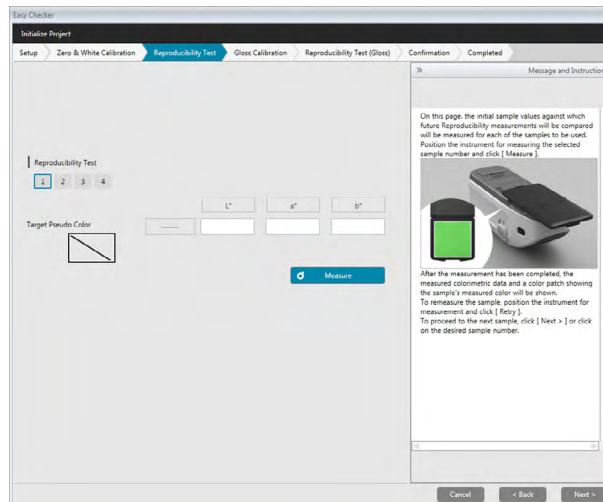 Easy Checker
Initialize Project
Setup
Zero & White Calibration
Reproducibility Test
Gloss Calibration
Reproducibility Test (Gloss)
Confirmation
Completed
»
Message and Instruction
On this page, the initial sample values against which
future Reproducibility measurements will be compared
will be measured for each of the samples to be used.
Position the instrument for measuring the selected
sample number and click [ Measure ].
Reproducibility Test
1 2 3 4
L* a* b*
Target Pseudo Color
------
Measure
After the measurement has been completed, the
measured colorimetric data and a color patch showing
the sample's measured color will be shown.
To remeasure the sample, position the instrument for
measurement and click [ Retry ].
To proceed to the next sample, click [ Next > ] or click
on the desired sample number.
Cancel
< Back
Next >